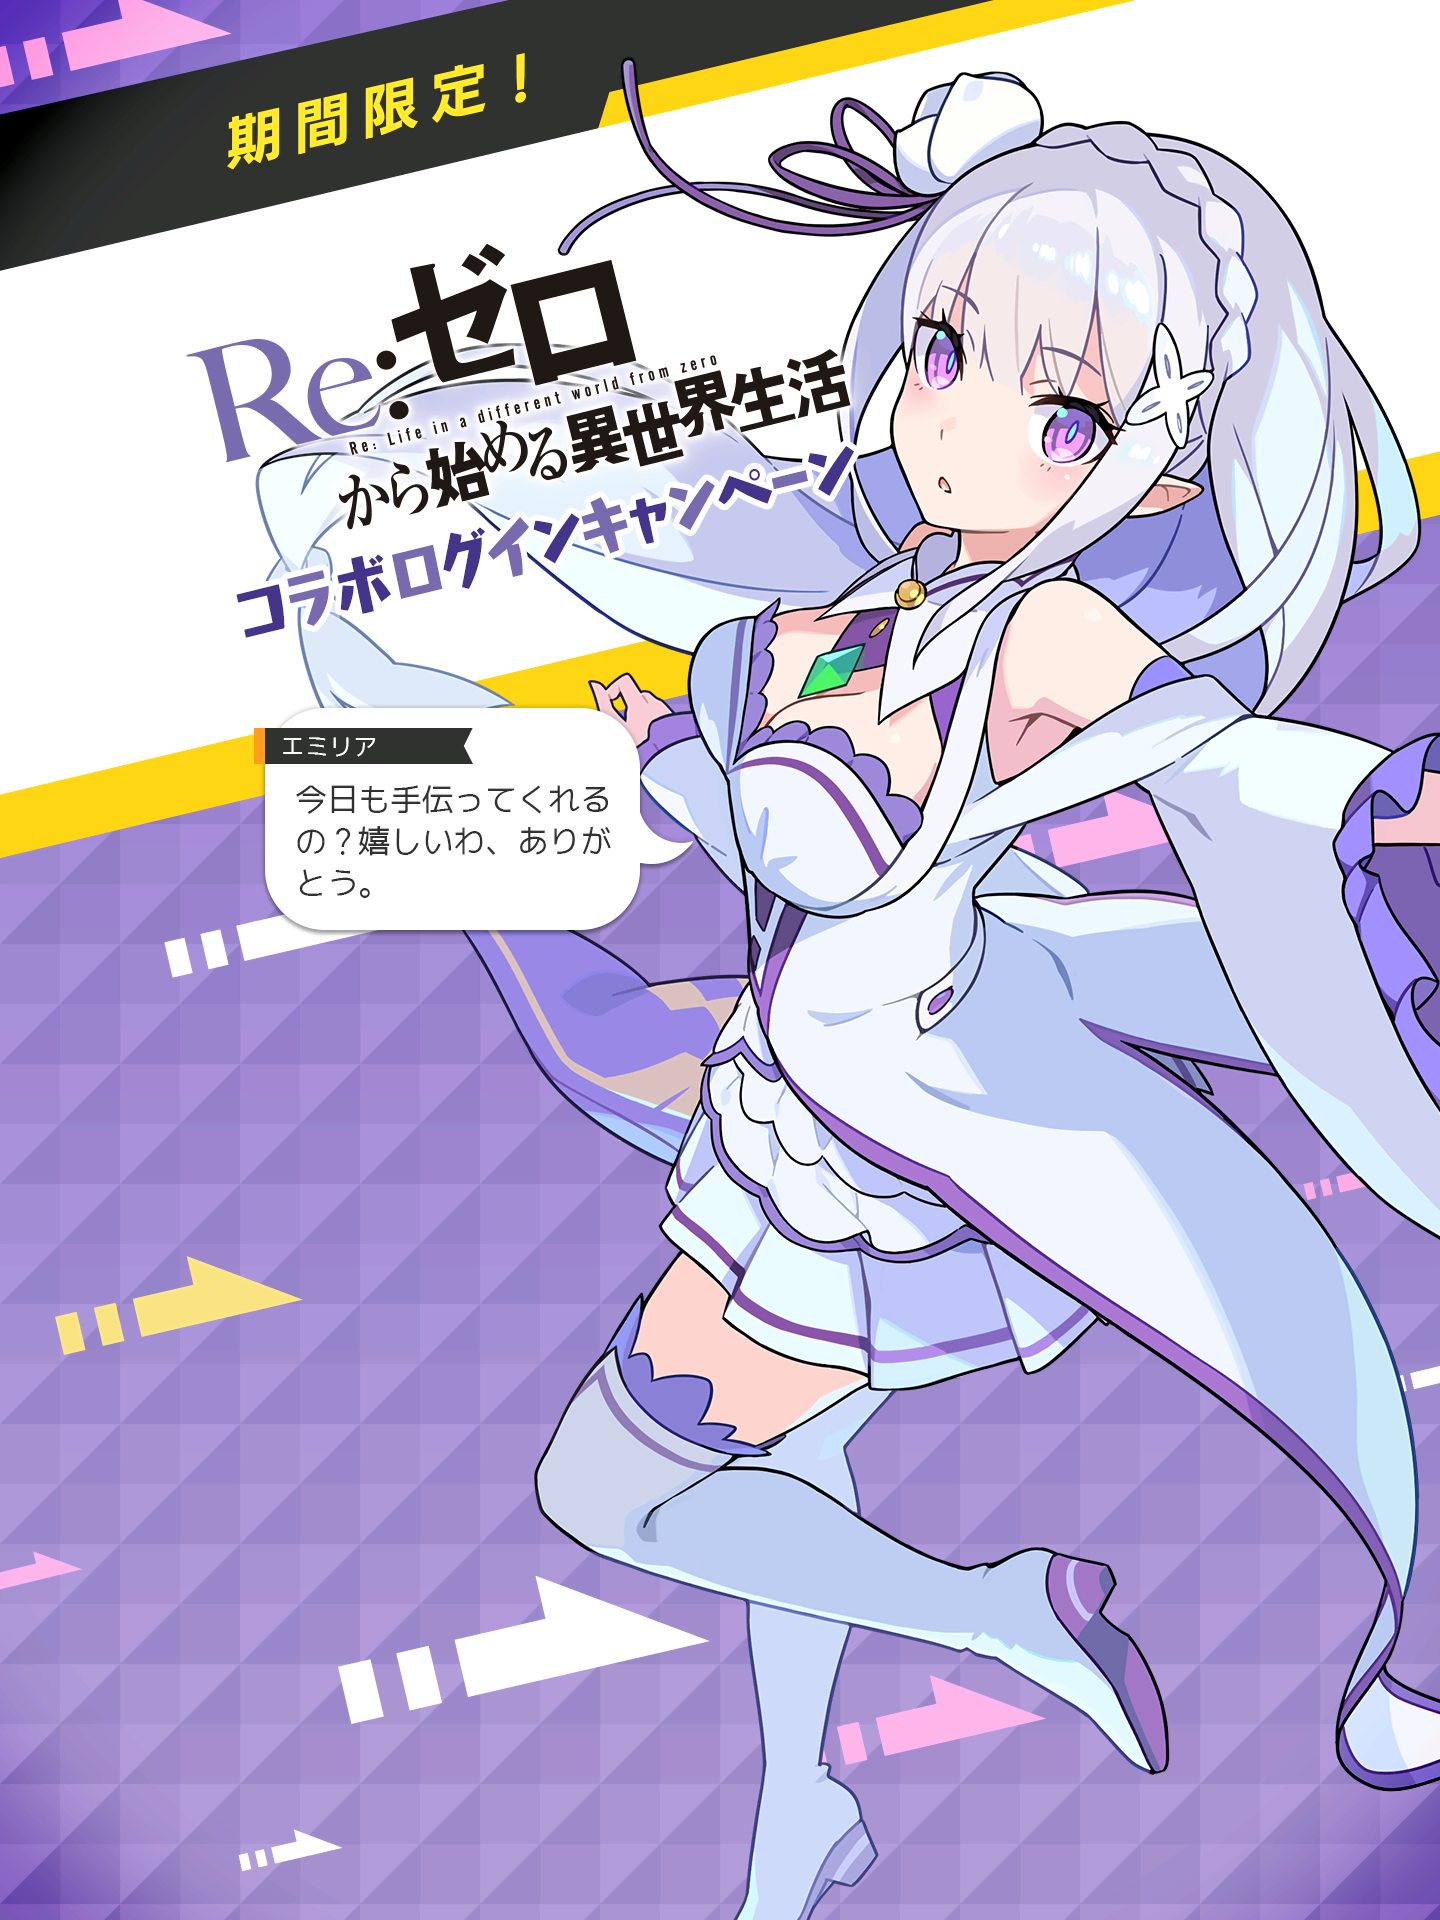 期間限定！
Re:ゼロ
Re: Life in a different world from zero
から始める異世界生活
コラボログインキャンペーン
エミリア
今日も手伝ってくれる
の？嬉しいわ、ありが
とう。